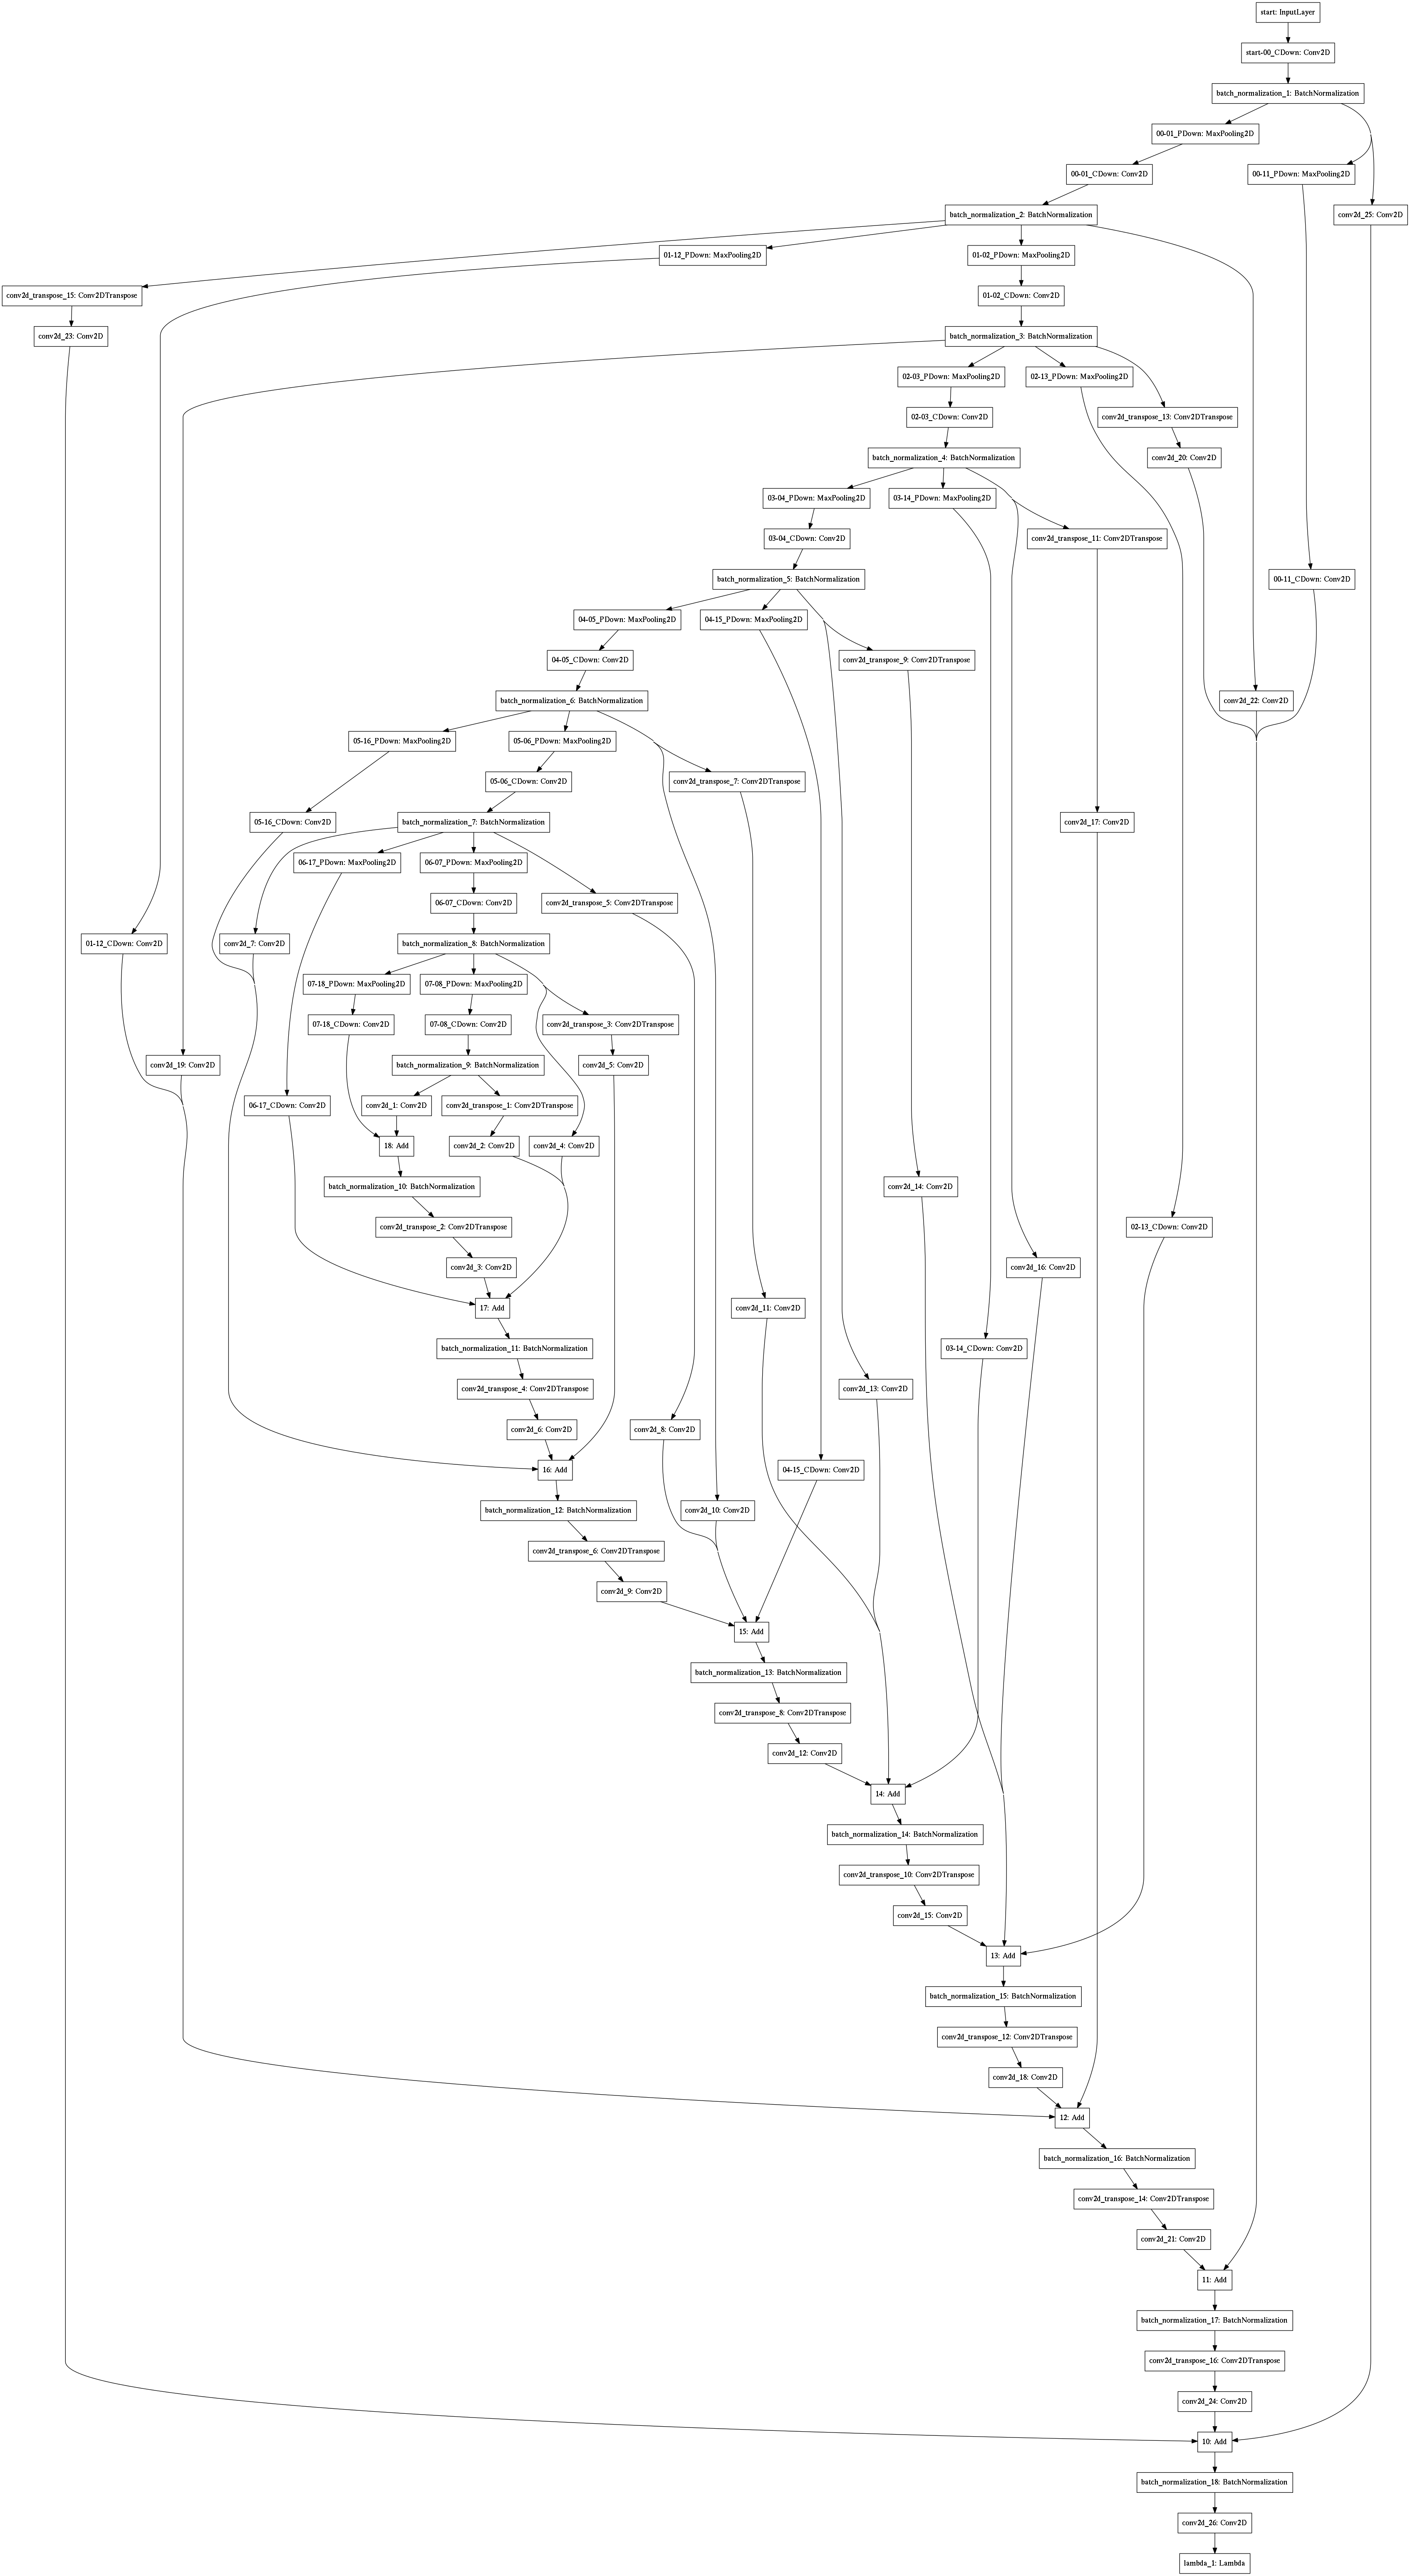 start: InputLayer
start-00_CDown: Conv2D
batch_normalization_1: BatchNormalization
00-01_PDown: MaxPooling2D
00-01_CDown: Conv2D
00-11_PDown: MaxPooling2D
batch_normalization_2: BatchNormalization
conv2d_25: Conv2D
01-12_PDown: MaxPooling2D
01-02_PDown: MaxPooling2D
conv2d_transpose_15: Conv2DTranspose
01-02_CDown: Conv2D
conv2d_23: Conv2D
batch_normalization_3: BatchNormalization
02-03_PDown: MaxPooling2D
02-13_PDown: MaxPooling2D
02-03_CDown: Conv2D
conv2d_transpose_13: Conv2DTranspose
batch_normalization_4: BatchNormalization
conv2d_20: Conv2D
03-04_PDown: MaxPooling2D
03-14_PDown: MaxPooling2D
03-04_CDown: Conv2D
conv2d_transpose_11: Conv2DTranspose
batch_normalization_5: BatchNormalization
00-11_CDown: Conv2D
04-05_PDown: MaxPooling2D
04-15_PDown: MaxPooling2D
04-05_CDown: Conv2D
conv2d_transpose_9: Conv2DTranspose
batch_normalization_6: BatchNormalization
conv2d_22: Conv2D
05-16_PDown: MaxPooling2D
05-06_PDown: MaxPooling2D
05-06_CDown: Conv2D
conv2d_transpose_7: Conv2DTranspose
05-16_CDown: Conv2D
batch_normalization_7: BatchNormalization
conv2d_17: Conv2D
06-17_PDown: MaxPooling2D
06-07_PDown: MaxPooling2D
06-07_CDown: Conv2D
conv2d_transpose_5: Conv2DTranspose
01-12_CDown: Conv2D
conv2d_7: Conv2D
batch_normalization_8: BatchNormalization
07-18_PDown: MaxPooling2D
07-08_PDown: MaxPooling2D
07-18_CDown: Conv2D
07-08_CDown: Conv2D
conv2d_transpose_3: Conv2DTranspose
conv2d_19: Conv2D
batch_normalization_9: BatchNormalization
conv2d_5: Conv2D
06-17_CDown: Conv2D
conv2d_1: Conv2D
conv2d_transpose_1: Conv2DTranspose
18: Add
conv2d_2: Conv2D
conv2d_4: Conv2D
batch_normalization_10: BatchNormalization
conv2d_14: Conv2D
conv2d_transpose_2: Conv2DTranspose
02-13_CDown: Conv2D
conv2d_3: Conv2D
conv2d_16: Conv2D
17: Add
conv2d_11: Conv2D
batch_normalization_11: BatchNormalization
03-14_CDown: Conv2D
conv2d_transpose_4: Conv2DTranspose
conv2d_13: Conv2D
conv2d_6: Conv2D
conv2d_8: Conv2D
16: Add
04-15_CDown: Conv2D
batch_normalization_12: BatchNormalization
conv2d_10: Conv2D
conv2d_transpose_6: Conv2DTranspose
conv2d_9: Conv2D
15: Add
batch_normalization_13: BatchNormalization
conv2d_transpose_8: Conv2DTranspose
conv2d_12: Conv2D
14: Add
batch_normalization_14: BatchNormalization
conv2d_transpose_10: Conv2DTranspose
conv2d_15: Conv2D
13: Add
batch_normalization_15: BatchNormalization
conv2d_transpose_12: Conv2DTranspose
conv2d_18: Conv2D
12: Add
batch_normalization_16: BatchNormalization
conv2d_transpose_14: Conv2DTranspose
conv2d_21: Conv2D
11: Add
batch_normalization_17: BatchNormalization
conv2d_transpose_16: Conv2DTranspose
conv2d_24: Conv2D
10: Add
batch_normalization_18: BatchNormalization
conv2d_26: Conv2D
lambda_1: Lambda